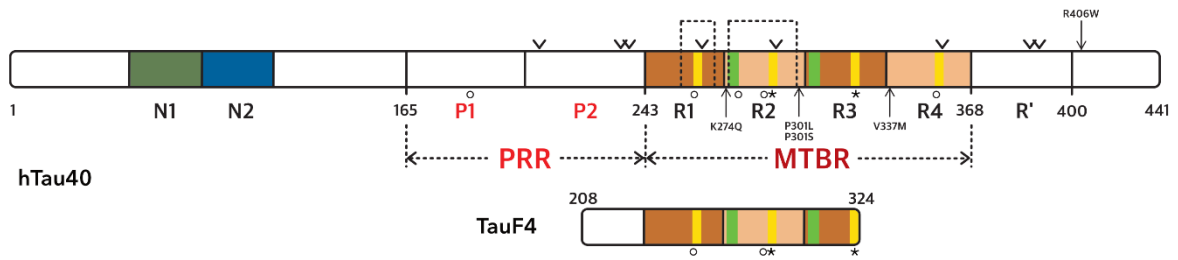 R406W
1 N1 N2 165 P1 P2 243 R1 R2 R3 R4 368 R' 400 441
K274Q P301L V337M
P301S
PRR MTBR
hTau40
208 324
TauF4